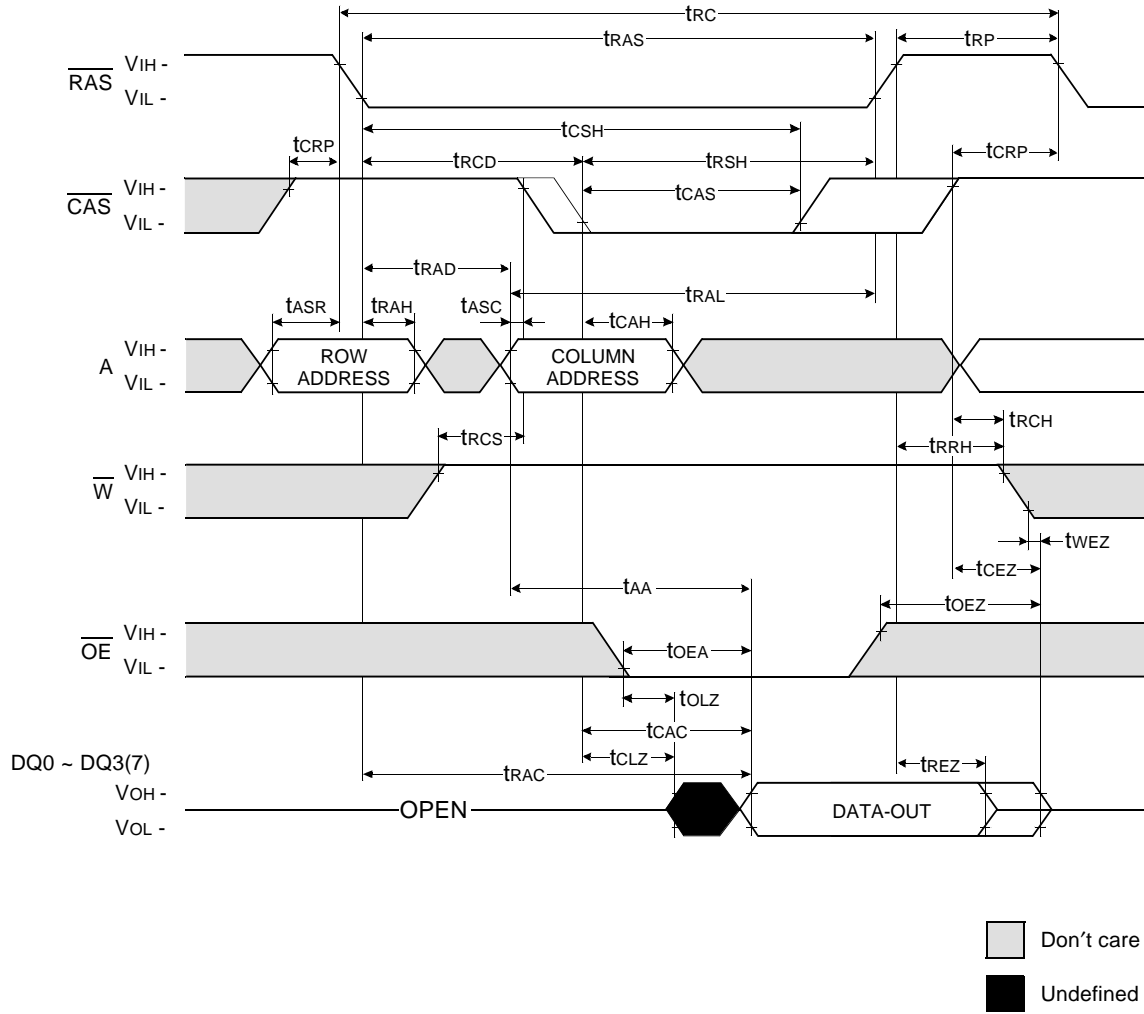 tRC
tRAS
tRP
RAS
VIH -
VIL -
tCSH
tCRP
tRCD
tRSH
tCRP
CAS
VIH -
VIL -
tCAS
tRAD
tRAL
tASR
tRAH
tASC
tCAH
A
VIH -
VIL -
ROW
ADDRESS
COLUMN
ADDRESS
tRCS
tRCH
tRRH
W
VIH -
VIL -
tWEZ
tCEZ
tAA
tOEZ
OE
VIH -
VIL -
tOEA
tOLZ
tCAC
DQ0 ~ DQ3(7)
tCLZ
tRAC
tREZ
VOH -
VOL -
OPEN
DATA-OUT
Don′t care
Undefined